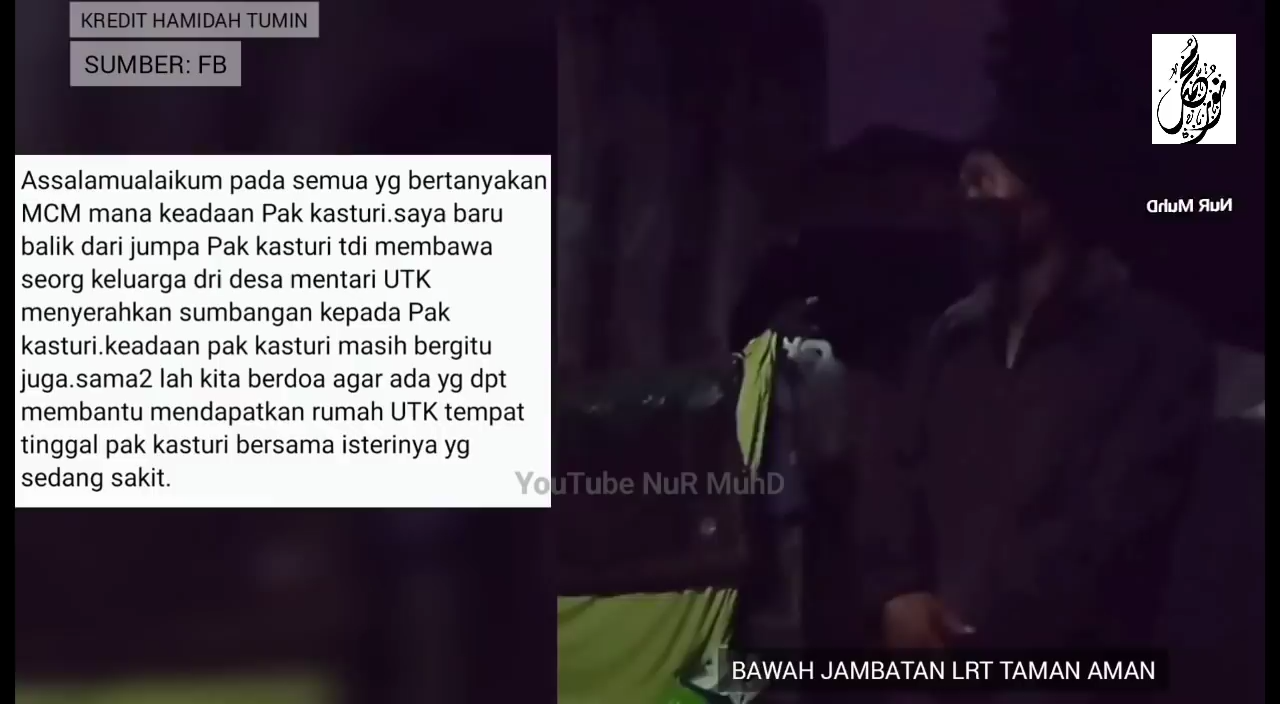 KREDIT HAMIDAH TUMIN
SUMBER: FB
Assalamualaikum pada semua yg bertanyakan
MCM mana keadaan Pak kasturi.saya baru
balik dari jumpa Pak kasturi tdi membawa
seorg keluarga dri desa mentari UTK
menyerahkan sumbangan kepada Pak
kasturi.keadaan pak kasturi masih bergitu
juga.sama2 lah kita berdoa agar ada yg dpt
membantu mendapatkan rumah UTK tempat
tinggal pak kasturi bersama isterinya yg
sedang sakit.
NuR MuhD
YouTube NuR MuhD
BAWAH JAMBATAN LRT TAMAN AMAN